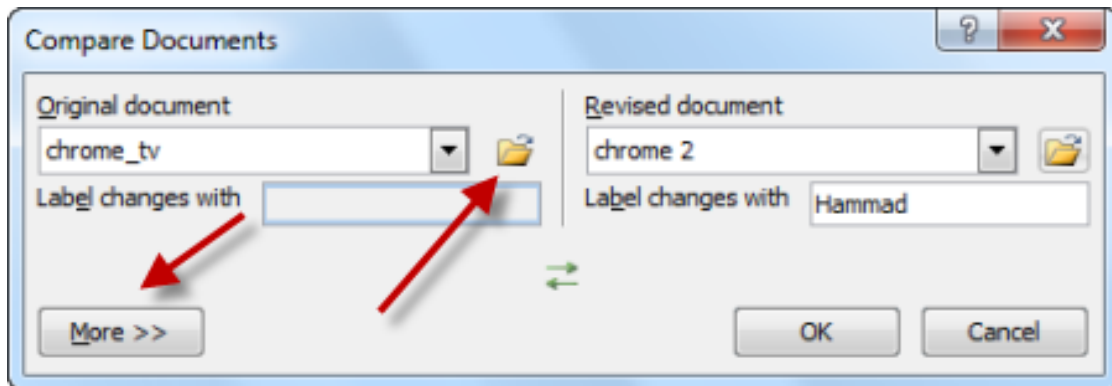 Compare Documents
Original document
chrome_tv
Label changes with
Revised document
chrome 2
Label changes with Hammad
More >>
OK
Cancel